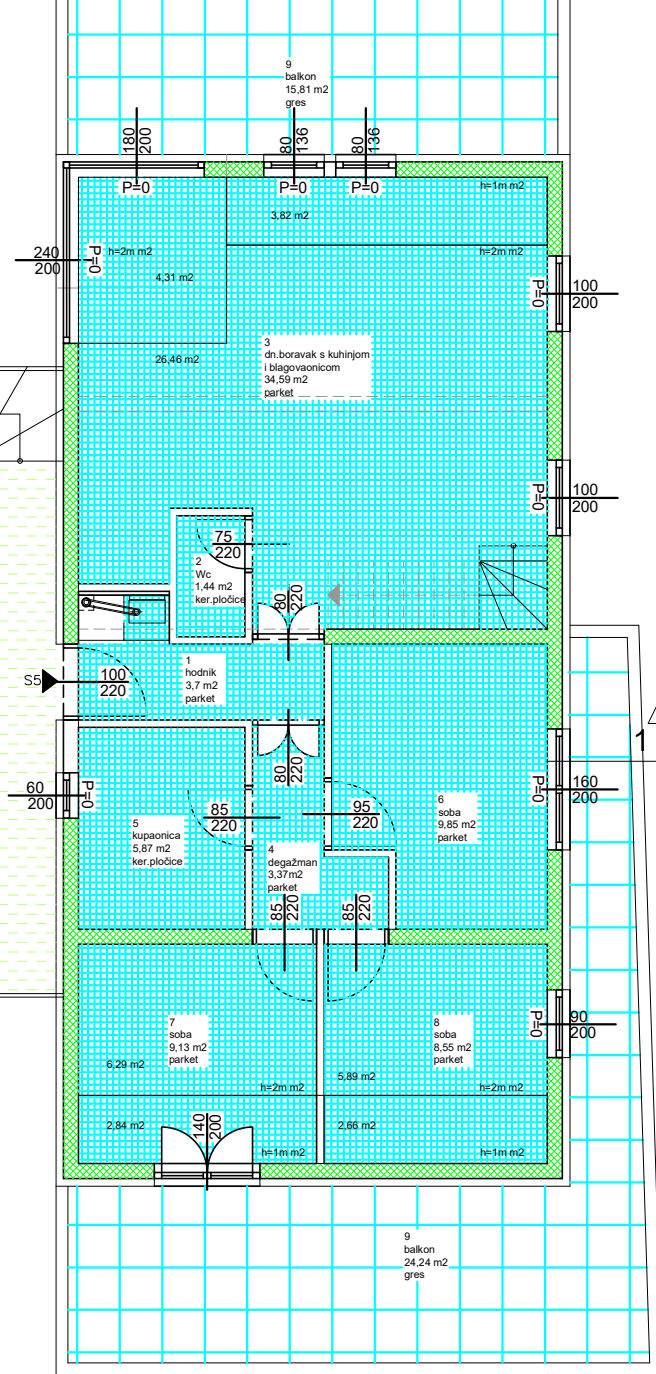 9
balkon
15,81 m2
gres
180
200
80
136
80
136
P=0
P=0
P=0
h=1m m2
3,82 m2
240
200
P=0
h=2m m2
h=2m m2
4,31 m2
P=0
100
200
3
dn.boravak s kuhinjom
i blagovaonicom
34,59 m2
parket
26,46 m2
P=0
100
200
75
220
2
Wc
1,44 m2
ker.pločice
80
220
S5
100
220
1
hodnik
3,7 m2
parket
1
80
220
60
200
P=0
P=0
160
200
85
220
95
220
5
kupaonica
5,87 m2
ker.pločice
6
soba
9,85 m2
parket
4
degažman
3,37m2
parket
85
220
85
220
7
soba
9,13 m2
parket
8
soba
8,55 m2
parket
P=0
90
200
6,29 m2
5,89 m2
h=2m m2
h=2m m2
2,84 m2
140
200
2,66 m2
h=1m m2
h=1m m2
9
balkon
24,24 m2
gres